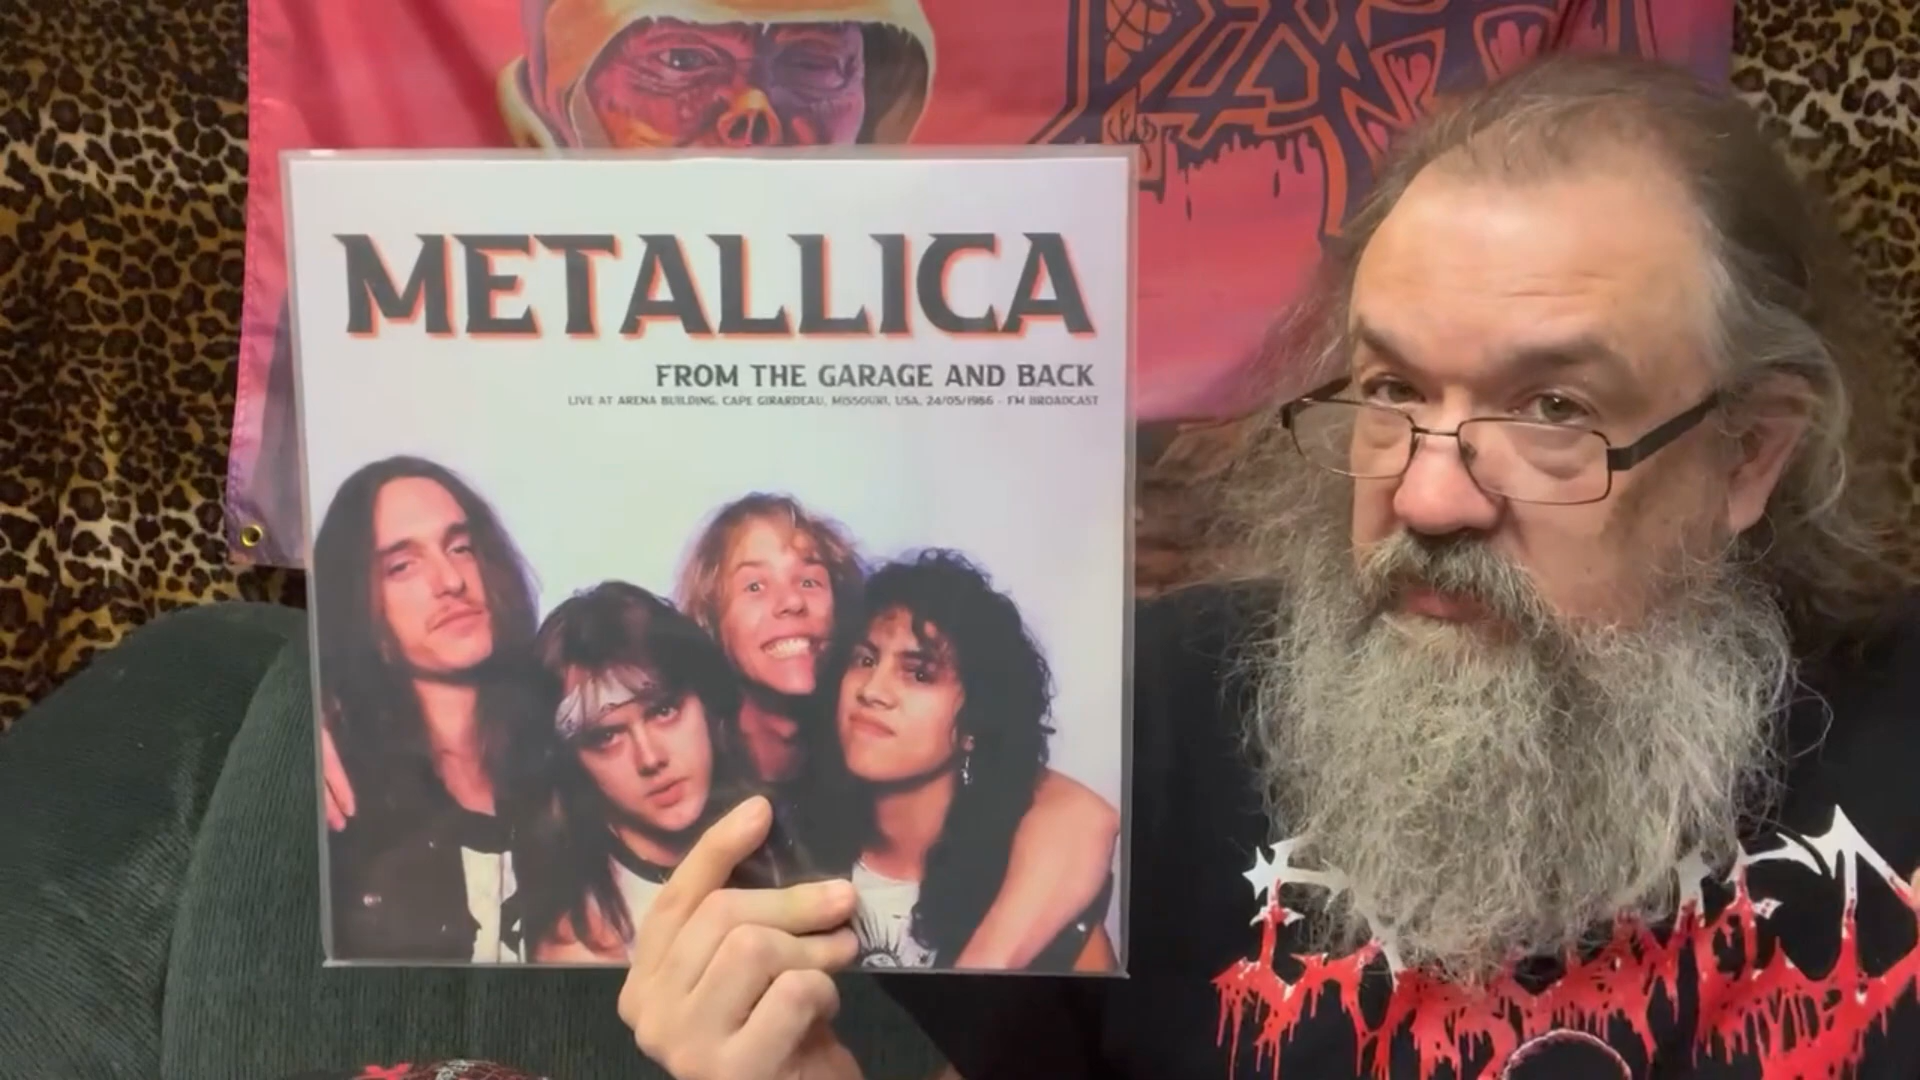 METALLICA
FROM THE GARAGE AND BACK
LIVE AT ARENA BUILDING, CAPE GIRARDEAU, MISSOURI, USA, 24/05/1986 - FM BROADCAST